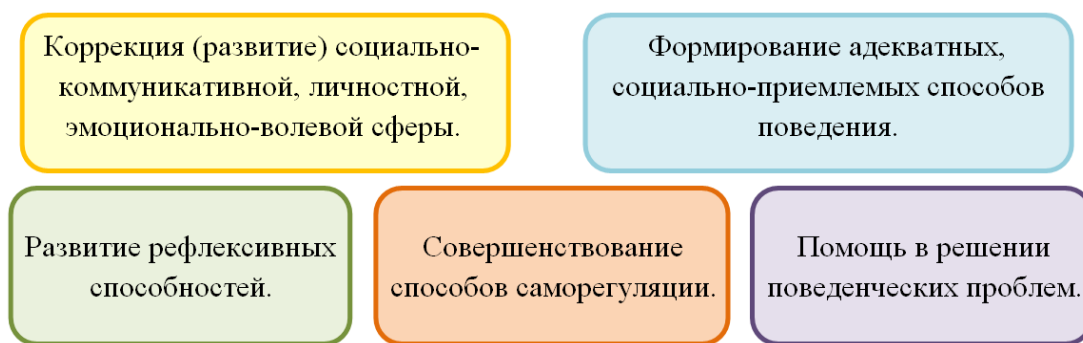 Коррекция (развитие) социально-
коммуникативной, личностной,
эмоционально-волевой сферы.
Формирование адекватных,
социально-приемлемых способов
поведения.
Развитие рефлексивных
способностей.
Совершенствование
способов саморегуляции.
Помощь в решении
поведенческих проблем.